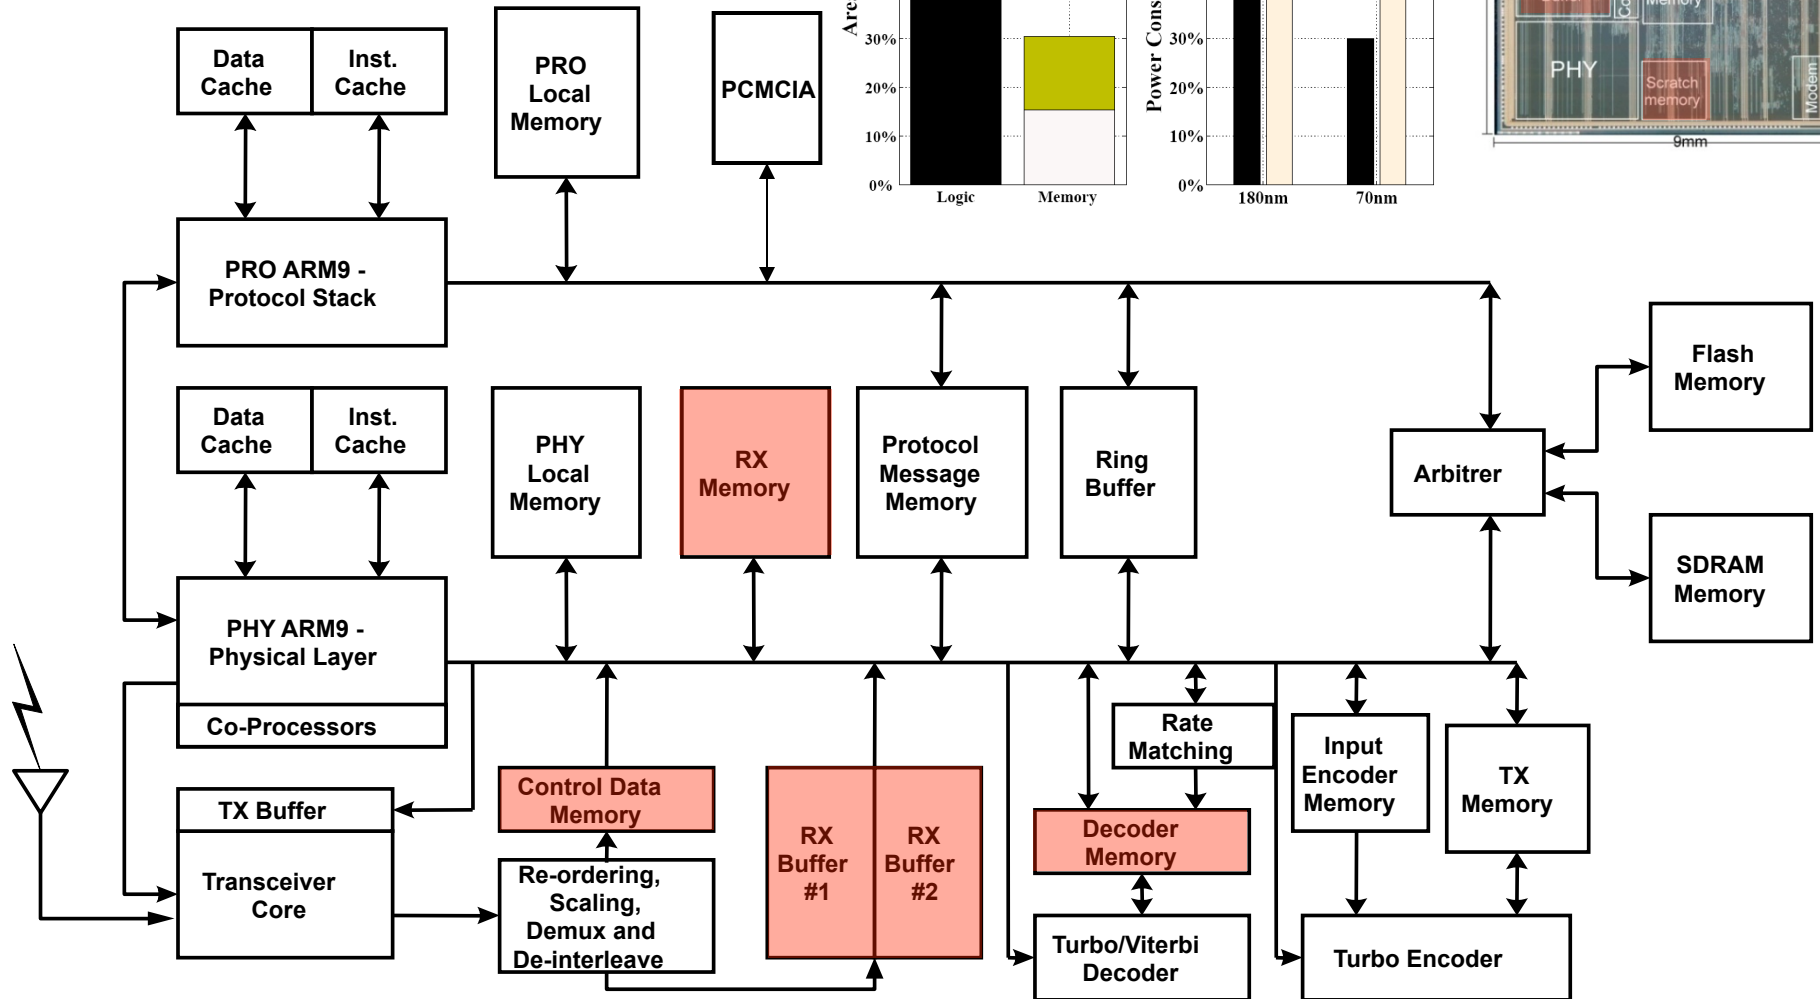 Data
Cache
Inst.
Cache
PRO
Local
Memory
PCMCIA
30%
20%
10%
0%
Logic
Memory
Power Cons
30%
20%
10%
0%
180nm
70nm
Memory
PHY
Scratch
memory
Modem
9mm
PRO ARM9 -
Protocol Stack
Data
Cache
Inst.
Cache
PHY
Local
Memory
RX
Memory
Protocol
Message
Memory
Ring
Buffer
Arbitrer
Flash
Memory
SDRAM
Memory
PHY ARM9 -
Physical Layer
Co-Processors
TX Buffer
Transceiver
Core
Control Data
Memory
Re-ordering,
Scaling,
Demux and
De-interleave
RX
Buffer
#1
RX
Buffer
#2
Rate
Matching
Decoder
Memory
Turbo/Viterbi
Decoder
Input
Encoder
Memory
TX
Memory
Turbo Encoder